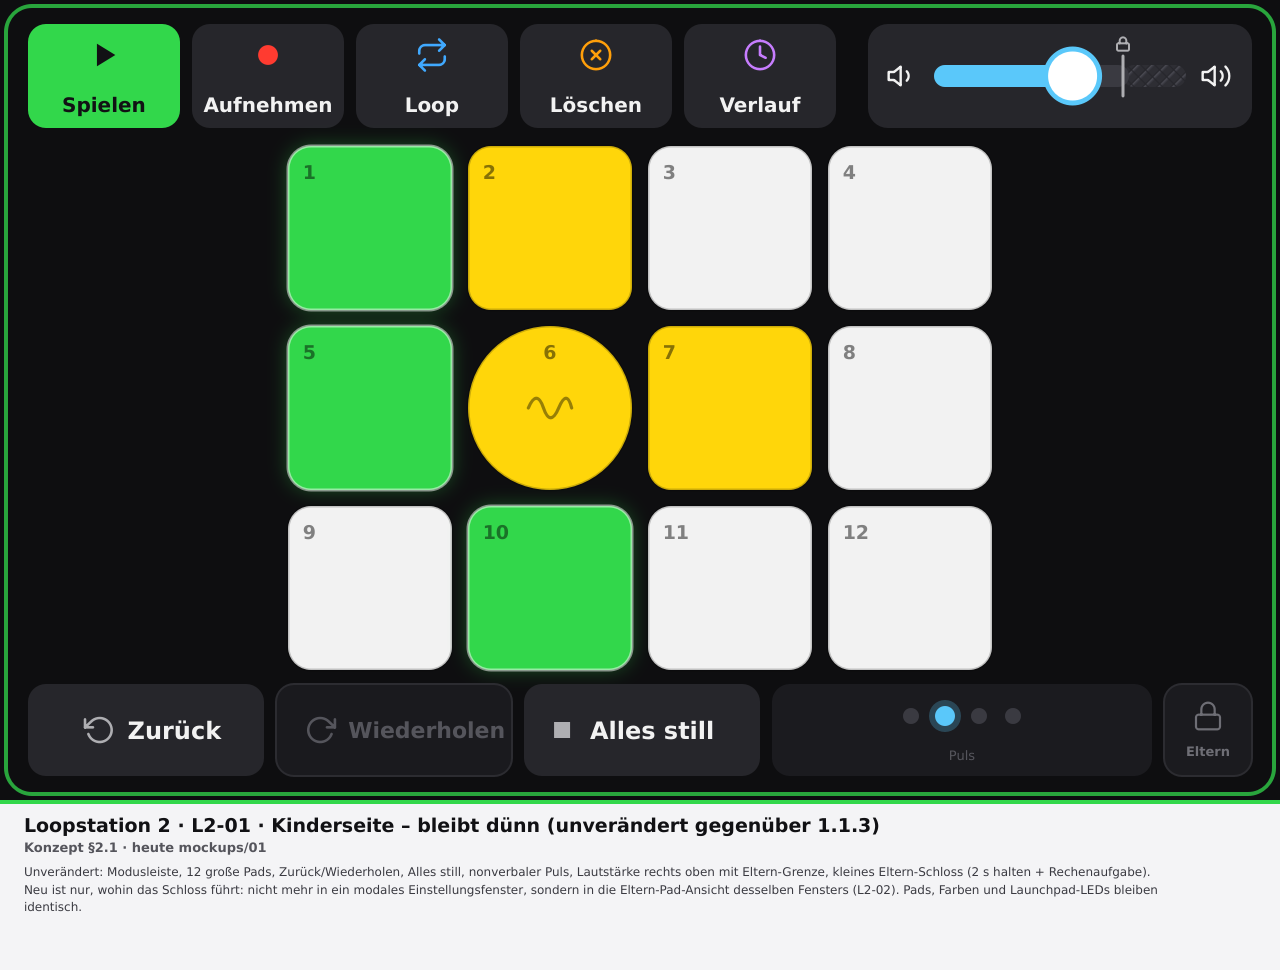 Spielen
Aufnehmen
Loop
Löschen
Verlauf
1
2
3
4
5
6
7
8
9
10
11
12
Zurück
Wiederholen
Alles still
Puls
Eltern
Loopstation 2 · L2-01 · Kinderseite – bleibt dünn (unverändert gegenüber 1.1.3)
Konzept §2.1 · heute mockups/01
Unverändert: Modusleiste, 12 große Pads, Zurück/Wiederholen, Alles still, nonverbaler Puls, Lautstärke rechts oben mit Eltern-Grenze, kleines Eltern-Schloss (2 s halten + Rechenaufgabe).
Neu ist nur, wohin das Schloss führt: nicht mehr in ein modales Einstellungsfenster, sondern in die Eltern-Pad-Ansicht desselben Fensters (L2-02). Pads, Farben und Launchpad-LEDs bleiben
identisch.